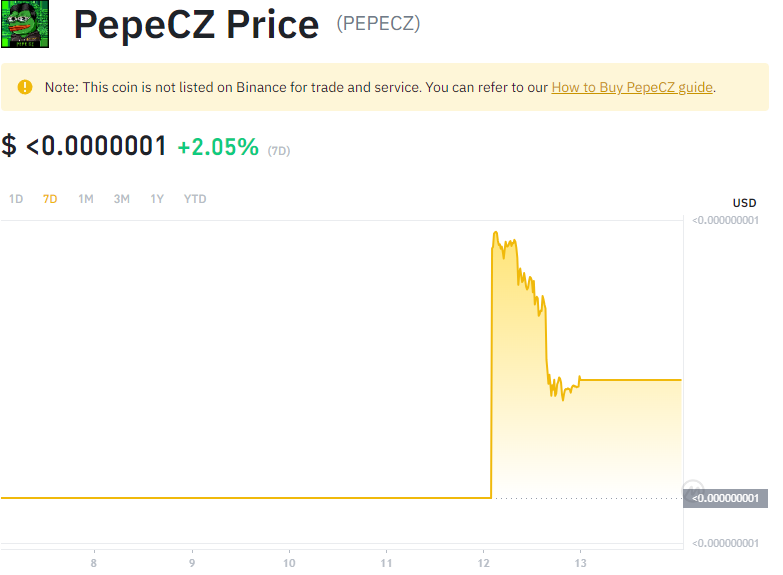 PepeCZ Price (PEPECZ)
Note: This coin is not listed on Binance for trade and service. You can refer to our How to Buy PepeCZ guide.
$ <0.0000001 +2.05% (7D)
1D 7D 1M 3M 1Y YTD
USD
<0.000000001
<0.000000001
<0.000000001
8 9 10 11 12 13